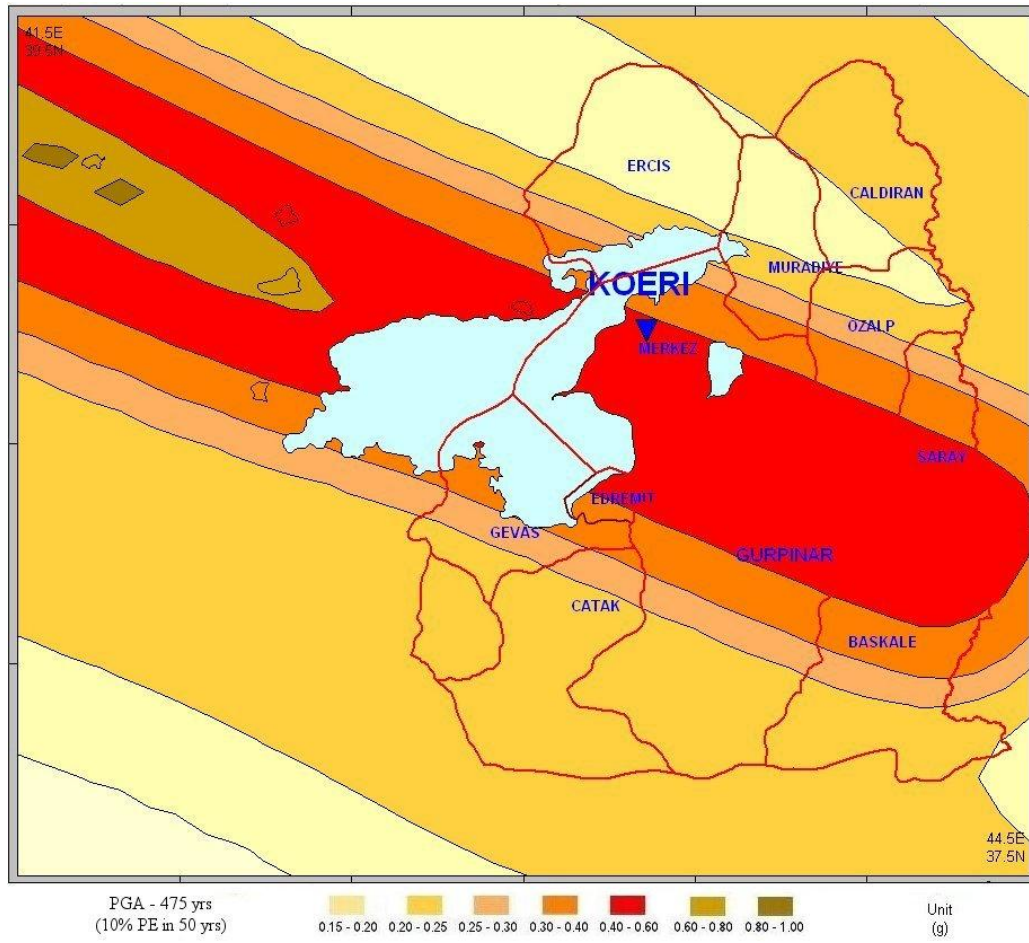 41.5E
39.5N
ERCIS
CALDIRAN
MURADIYE
KOERI
OZALP
MERKEZ
SARAY
EDREMIT
GEVAS
GURPINAR
CATAK
BASKALE
44.5E
37.5N
PGA - 475 yrs
(10% PE in 50 yrs)
0.15 - 0.20 0.20 - 0.25 0.25 - 0.30 0.30 - 0.40 0.40 - 0.60 0.60 - 0.80 0.80 - 1.00
Unit
(g)